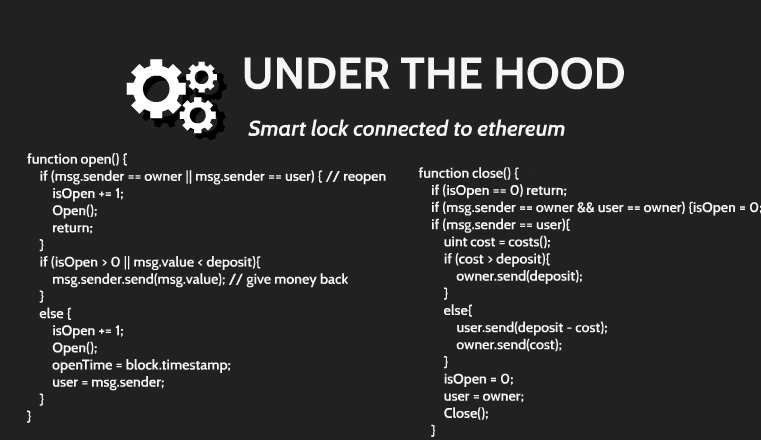 UNDER THE HOOD
Smart lock connected to ethereum
function open() {
if (msg.sender == owner || msg.sender == user) { // reopen
isOpen += 1;
Open();
return;
}
if (isOpen > 0 || msg.value < deposit){
msg.sender.send(msg.value); // give money back
}
else {
isOpen += 1;
Open();
openTime = block.timestamp;
user = msg.sender;
}
}
function close() {
if (isOpen == 0) return;
if (msg.sender == owner && user == owner) {isOpen = 0;
if (msg.sender == user){
uint cost = costs();
if (cost > deposit){
owner.send(deposit);
}
else{
user.send(deposit - cost);
owner.send(cost);
}
isOpen = 0;
user = owner;
Close();
}